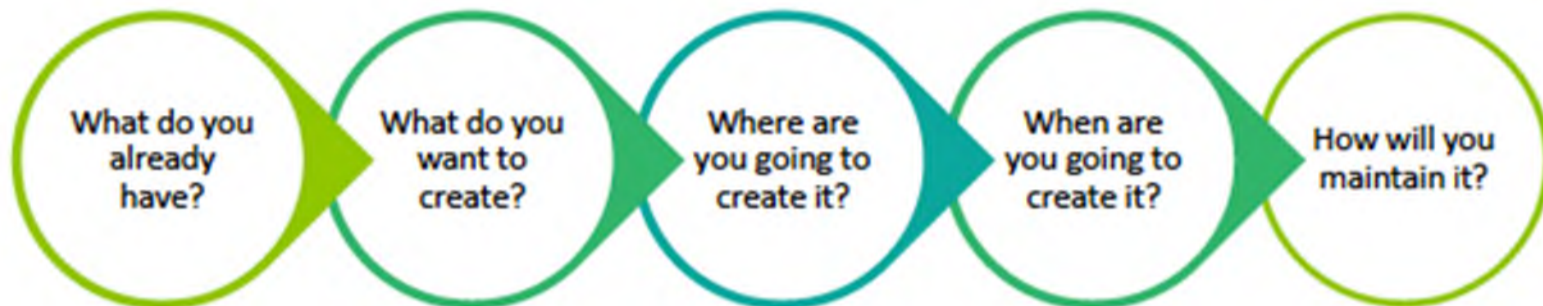 What do you
already
have?
What do you
want to
create?
Where are
you going to
create it?
When are
you going to
create it?
How will you
maintain it?